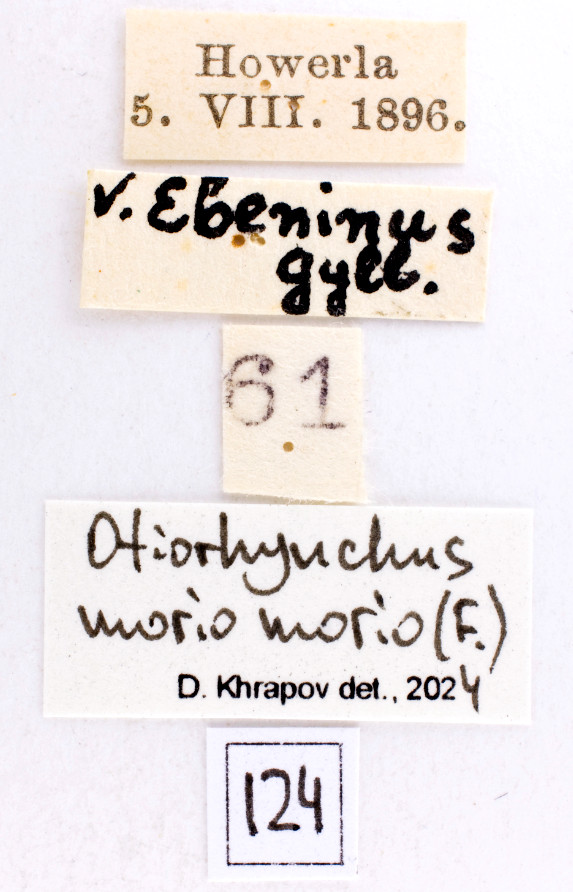 Howerla
5. VIII. 1896.
v. Ebeninus
Gyll.
61
Otiorhynchus
morio morio (F.)
D. Khrapov det., 2024
124